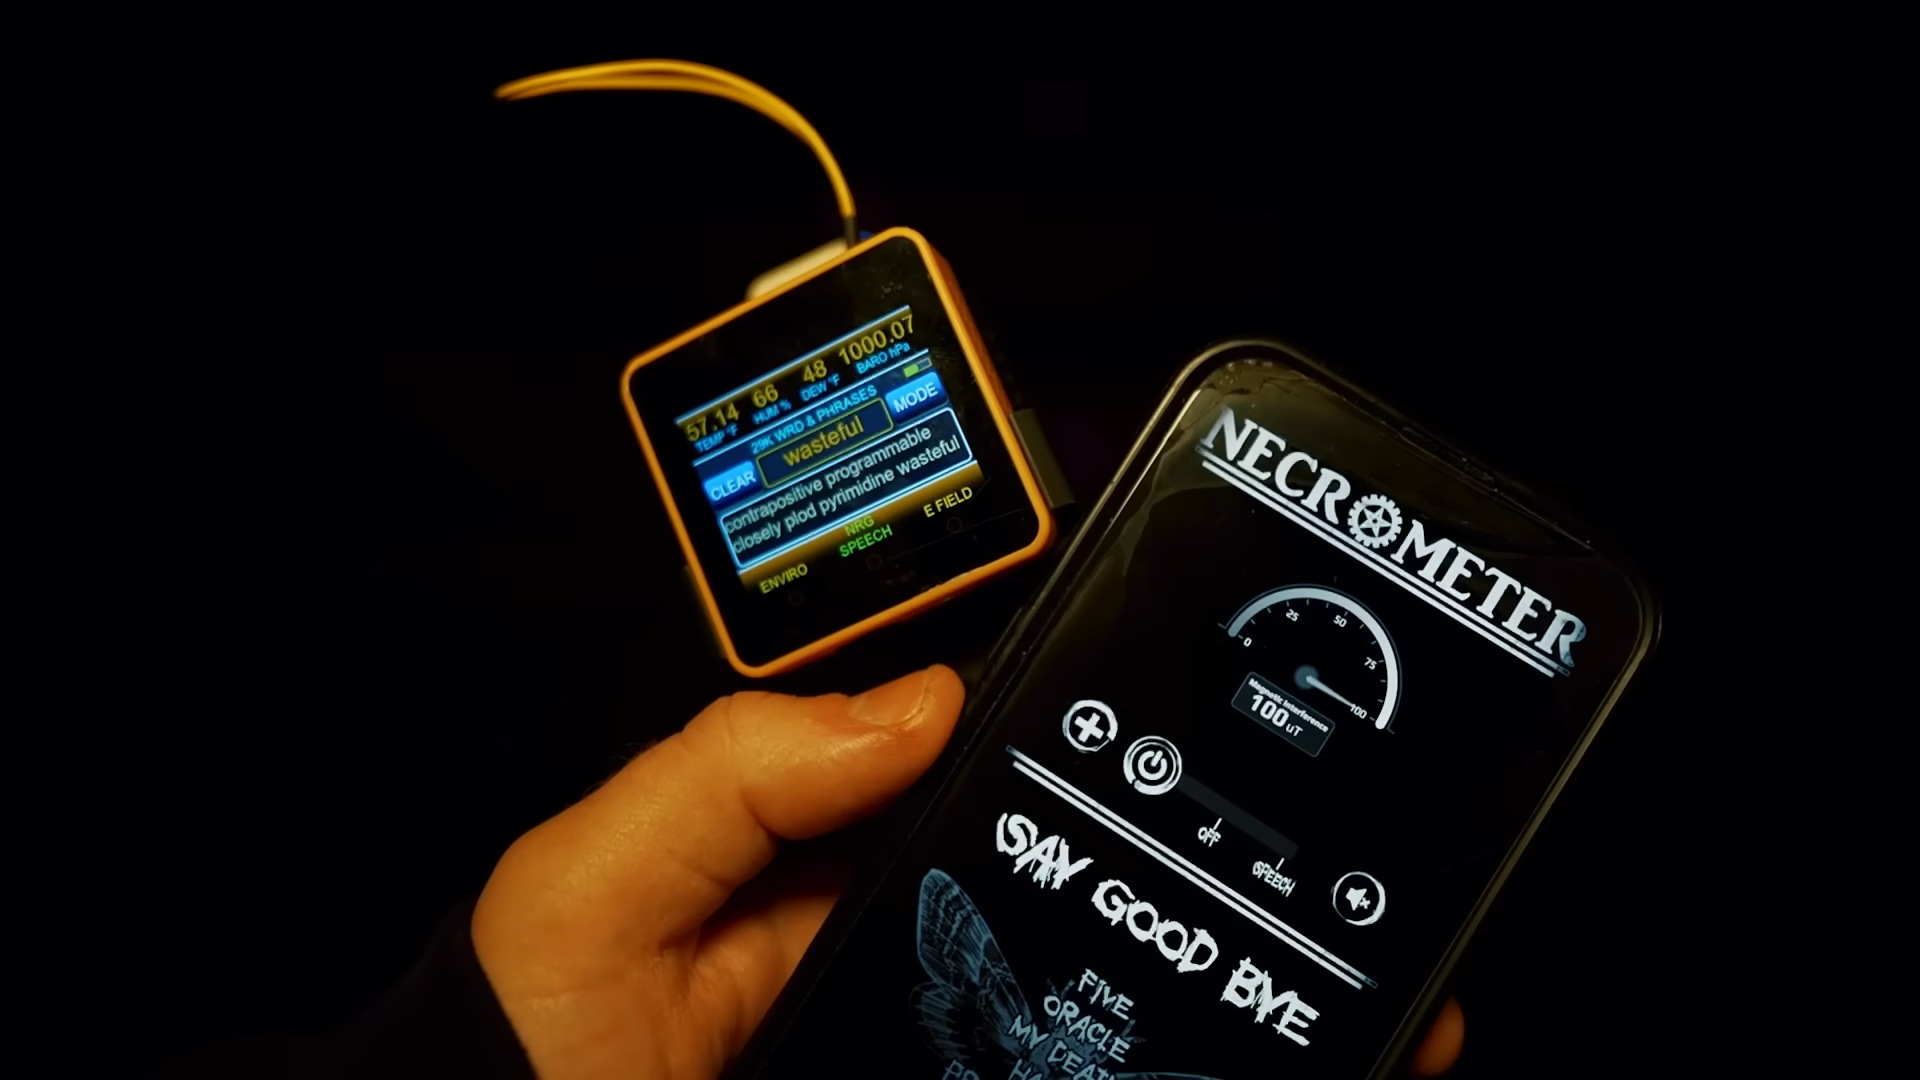 57.14 66 48 1000.07
TEMP °F HUM % DEW °F BARO hPa
29K WRD & PHRASES
CLEAR wasteful MODE
contrapositive programmable
closely plod pyrimidine wasteful
ENVIRO NRG SPEECH E FIELD
NECROMETER
0 25 50 75 100
Magnetic Interference
100 uT
OFF
SPEECH
SAY GOOD BYE
FIVE
ORACLE